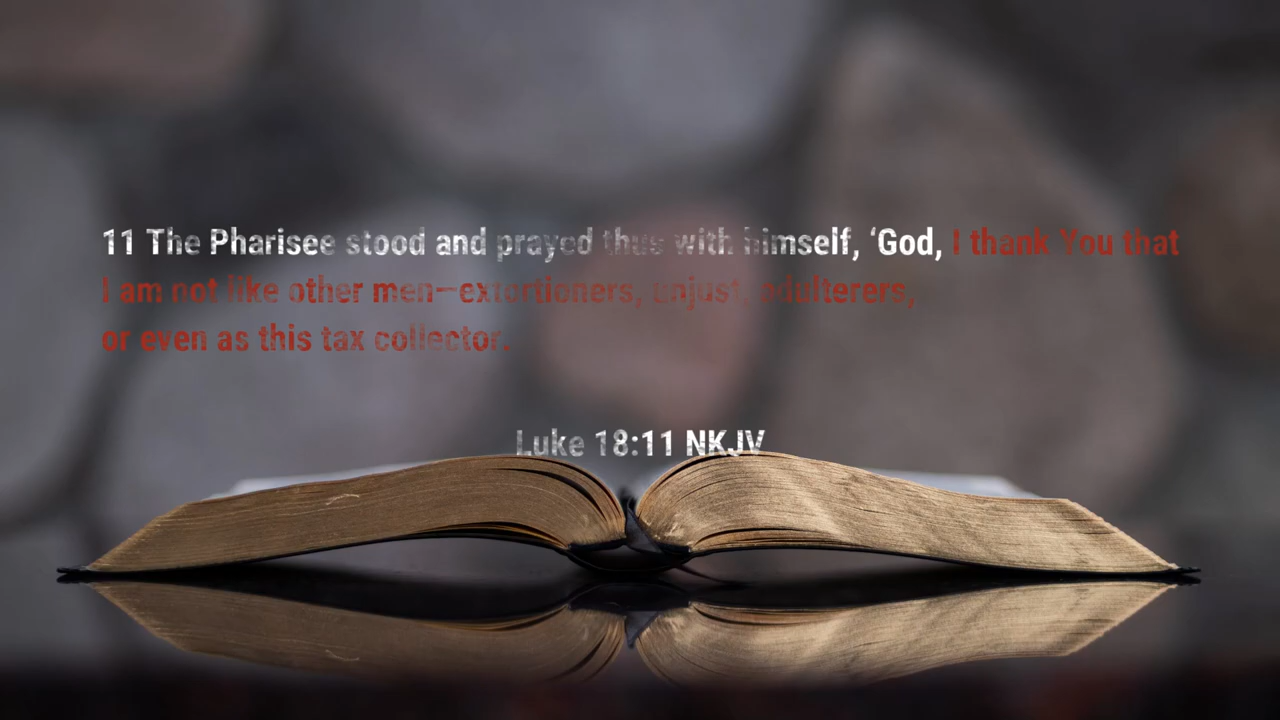 11 The Pharisee stood and prayed thus with himself, ‘God, I thank You that
I am not like other men—extortioners, unjust, adulterers,
or even as this tax collector.
Luke 18:11 NKJV